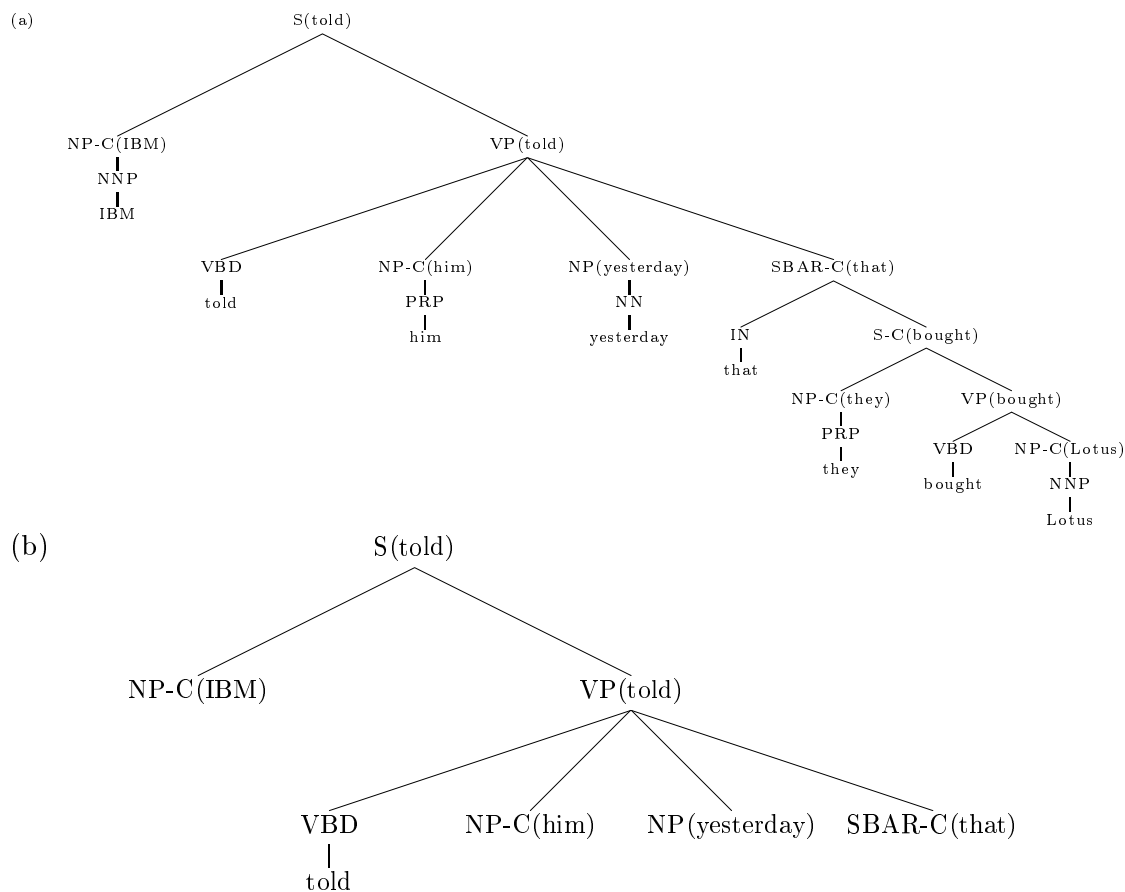 (a) S(told)
NP-C(IBM) VP(told)
NNP
IBM
VBD NP-C(him) NP(yesterday) SBAR-C(that)
told PRP NN
him yesterday
IN S-C(bought)
that
NP-C(they) VP(bought)
PRP
they
VBD NP-C(Lotus)
bought NNP
Lotus
(b) S(told)
NP-C(IBM) VP(told)
VBD NP-C(him) NP(yesterday) SBAR-C(that)
told